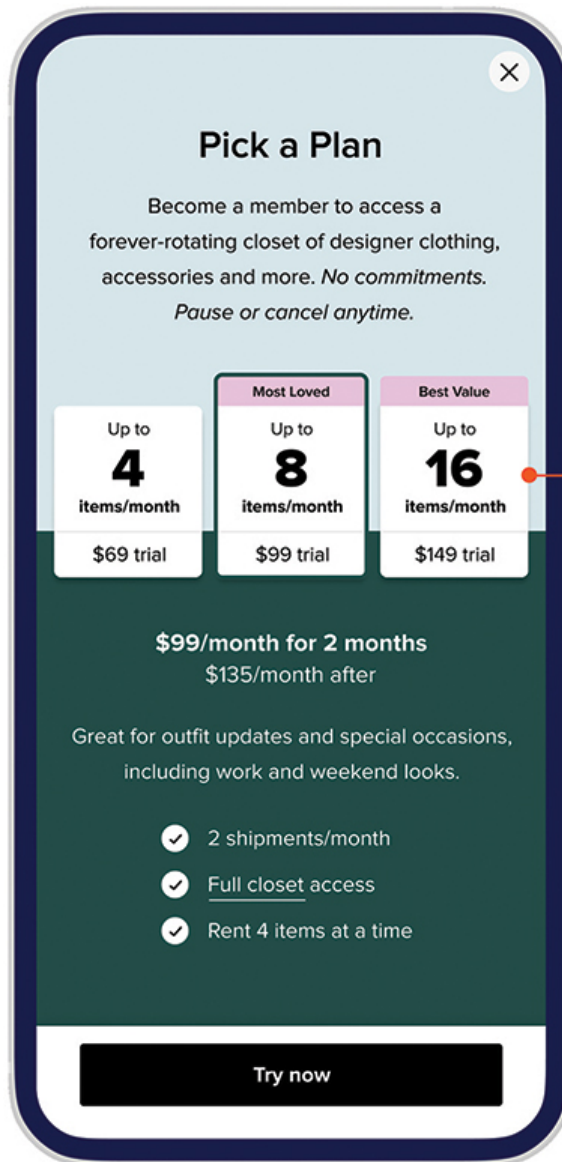 Pick a Plan
Become a member to access a
forever-rotating closet of designer clothing,
accessories and more. No commitments.
Pause or cancel anytime.
Up to
4
items/month
$69 trial
Most Loved
Up to
8
items/month
$99 trial
Best Value
Up to
16
items/month
$149 trial
$99/month for 2 months
$135/month after
Great for outfit updates and special occasions,
including work and weekend looks.
2 shipments/month
Full closet access
Rent 4 items at a time
Try now